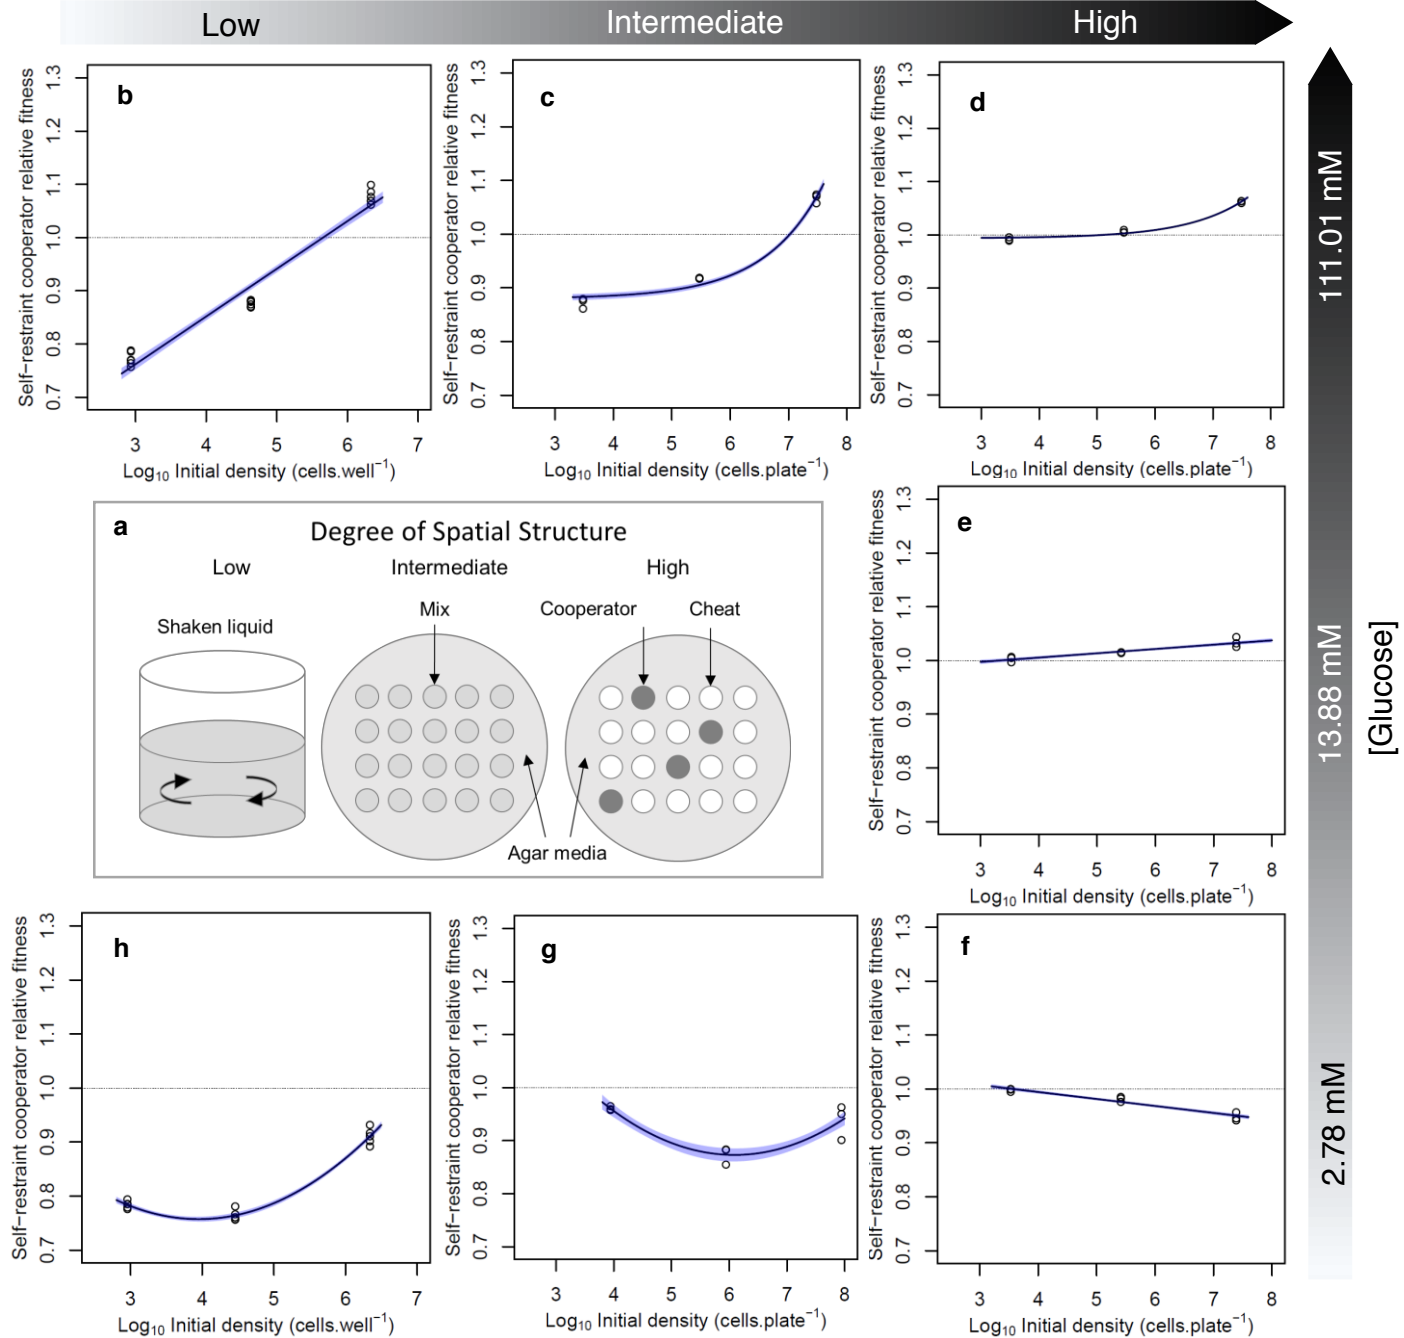 Low Intermediate High
b
Self−restraint cooperator relative fitness
0.7 0.8 0.9 1.0 1.1 1.2 1.3
3 4 5 6 7
Log10 Initial density (cells.well−1)
c
Self−restraint cooperator relative fitness
0.7 0.8 0.9 1.0 1.1 1.2 1.3
3 4 5 6 7 8
Log10 Initial density (cells.plate−1)
d
Self−restraint cooperator relative fitness
0.7 0.8 0.9 1.0 1.1 1.2 1.3
3 4 5 6 7 8
Log10 Initial density (cells.plate−1)
111.01 mM
a
Degree of Spatial Structure
Low Intermediate High
Mix Cooperator Cheat
Shaken liquid
Agar media
e
Self−restraint cooperator relative fitness
0.7 0.8 0.9 1.0 1.1 1.2 1.3
3 4 5 6 7 8
Log10 Initial density (cells.plate−1)
13.88 mM
[Glucose]
h
Self−restraint cooperator relative fitness
0.7 0.8 0.9 1.0 1.1 1.2 1.3
3 4 5 6 7
Log10 Initial density (cells.well−1)
g
Self−restraint cooperator relative fitness
0.7 0.8 0.9 1.0 1.1 1.2 1.3
3 4 5 6 7 8
Log10 Initial density (cells.plate−1)
f
Self−restraint cooperator relative fitness
0.7 0.8 0.9 1.0 1.1 1.2 1.3
3 4 5 6 7 8
Log10 Initial density (cells.plate−1)
2.78 mM